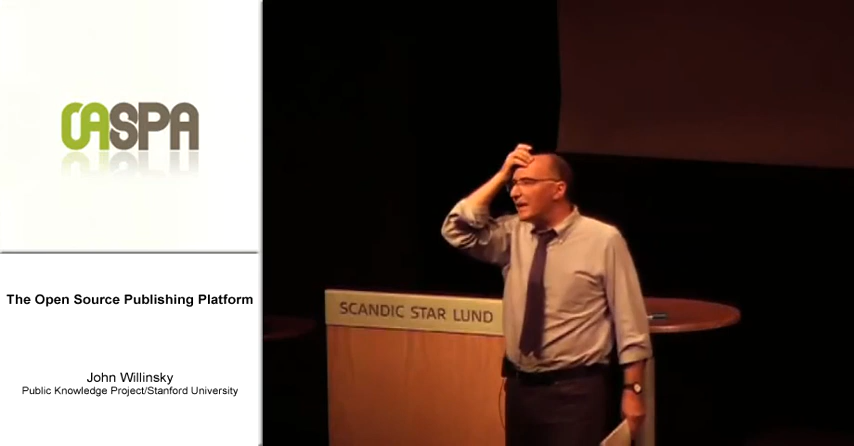 OASPA
The Open Source Publishing Platform
John Willinsky
Public Knowledge Project/Stanford University
SCANDIC STAR LUND